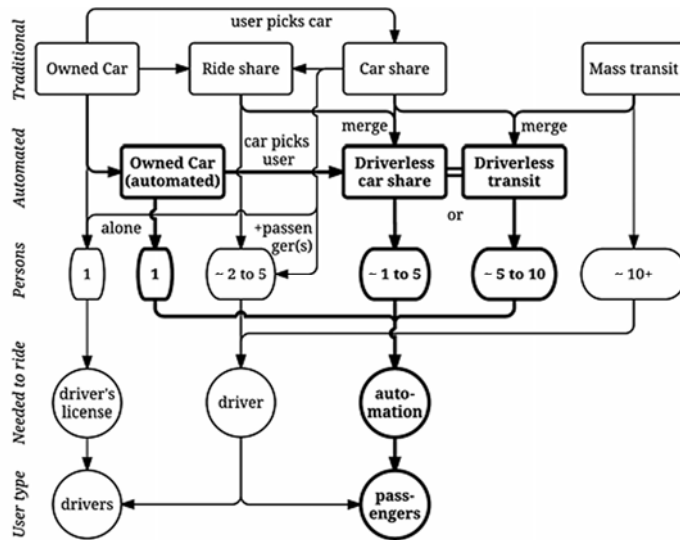 user picks car
Traditional
Owned Car
Ride share
Car share
Mass transit
merge
merge
Automated
car picks
user
Owned Car
(automated)
Driverless
car share
Driverless
transit
or
alone
+passen
ger(s)
Persons
1
1
~ 2 to 5
~ 1 to 5
~ 5 to 10
~ 10+
Needed to ride
driver's
license
driver
auto-
mation
User type
drivers
pass-
engers